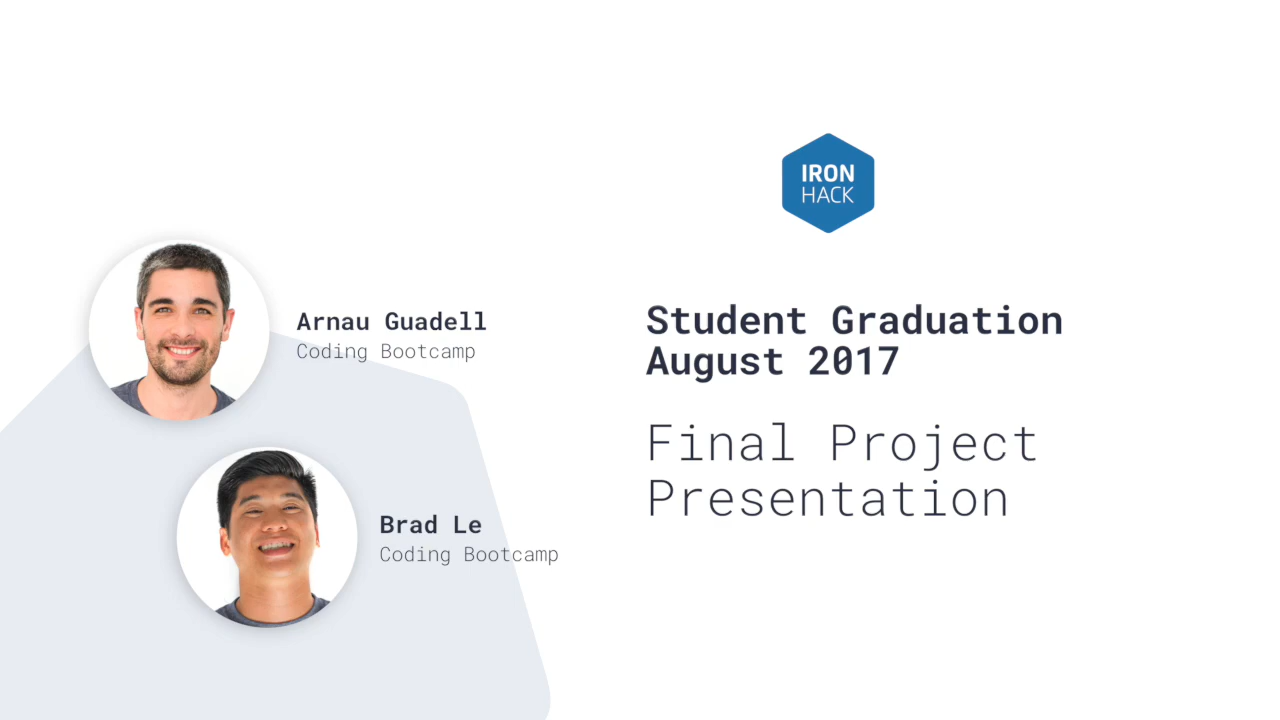 IRON
HACK
Arnau Guadell
Coding Bootcamp
Brad Le
Coding Bootcamp
Student Graduation
August 2017
Final Project
Presentation